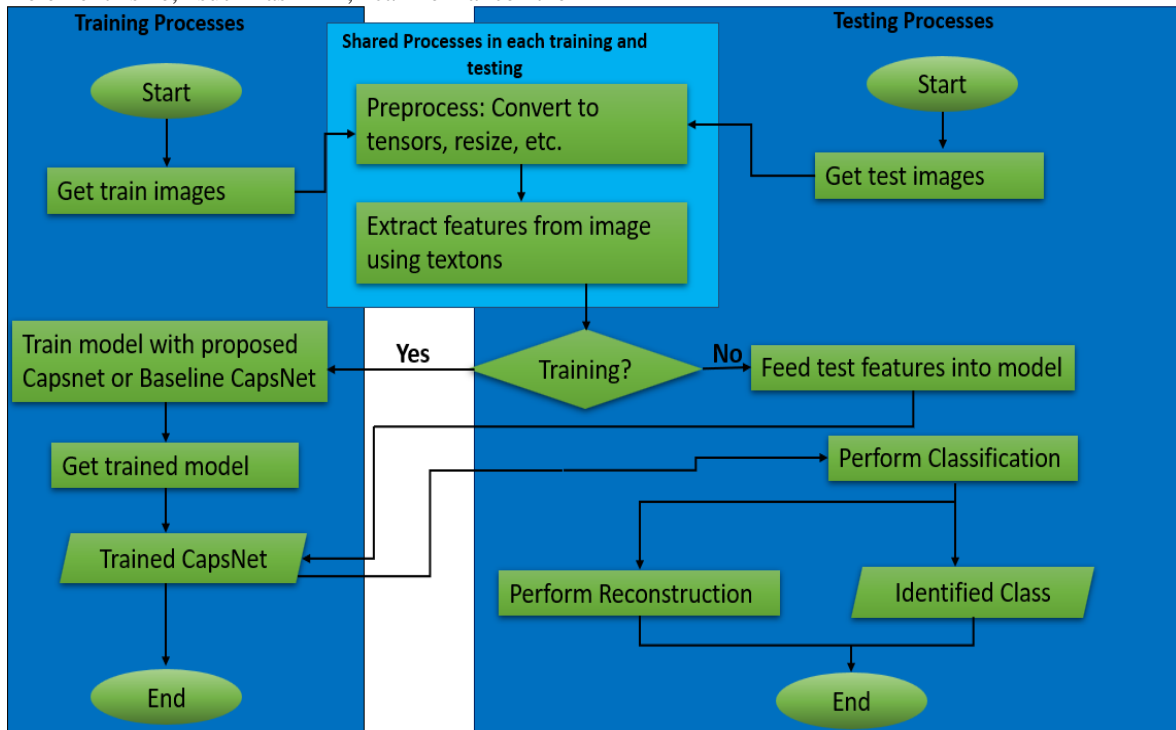 Training Processes
Shared Processes in each training and
testing
Testing Processes
Start
Get train images
Preprocess: Convert to
tensors, resize, etc.
Extract features from image
using textons
Start
Get test images
Training?
Yes
No
Train model with proposed
Capsnet or Baseline CapsNet
Get trained model
Trained CapsNet
End
Feed test features into model
Perform Classification
Perform Reconstruction
Identified Class
End